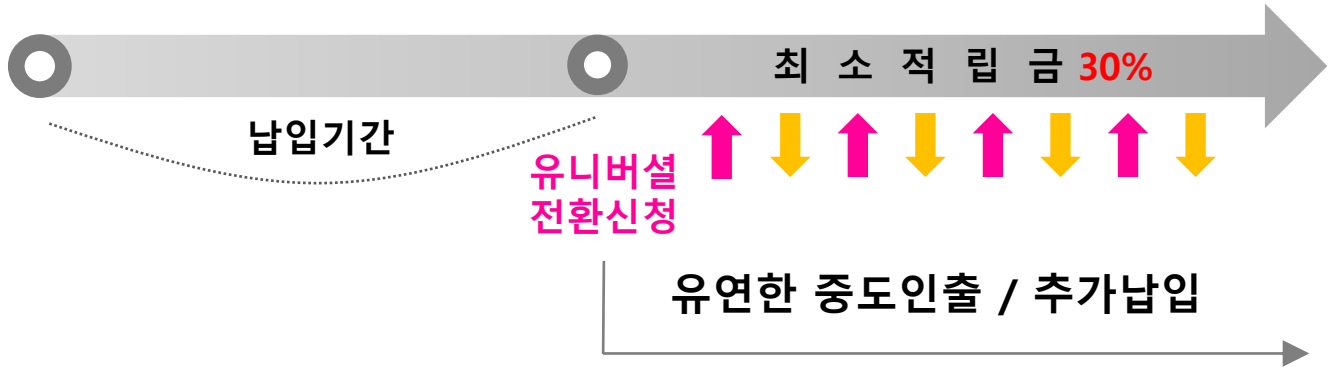 최 소 적 립 금 30%
납입기간
유니버셜
전환신청
유연한 중도인출 / 추가납입